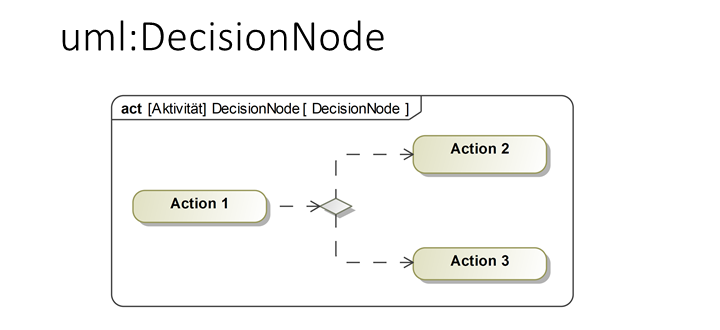 uml:DecisionNode
act [Aktivität] DecisionNode [ DecisionNode ]
Action 2
Action 1
Action 3